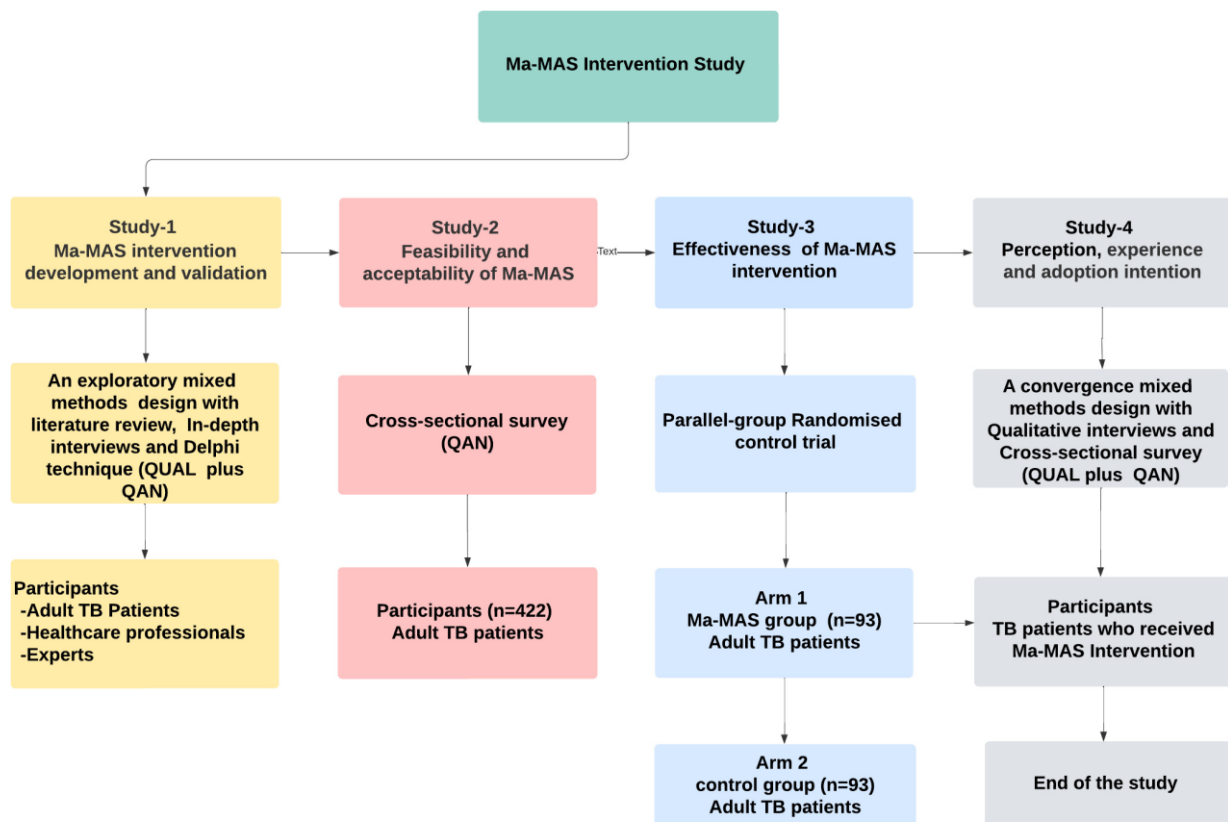 Ma-MAS Intervention Study
Study-1
Ma-MAS intervention
development and validation
Study-2
Feasibility and
acceptability of Ma-MAS
Text
Study-3
Effectiveness of Ma-MAS
intervention
Study-4
Perception, experience
and adoption intention
An exploratory mixed
methods design with
literature review, In-depth
interviews and Delphi
technique (QUAL plus
QAN)
Cross-sectional survey
(QAN)
Parallel-group Randomised
control trial
A convergence mixed
methods design with
Qualitative interviews and
Cross-sectional survey
(QUAL plus QAN)
Participants
-Adult TB Patients
-Healthcare professionals
-Experts
Participants (n=422)
Adult TB patients
Arm 1
Ma-MAS group (n=93)
Adult TB patients
Participants
TB patients who received
Ma-MAS Intervention
Arm 2
control group (n=93)
Adult TB patients
End of the study